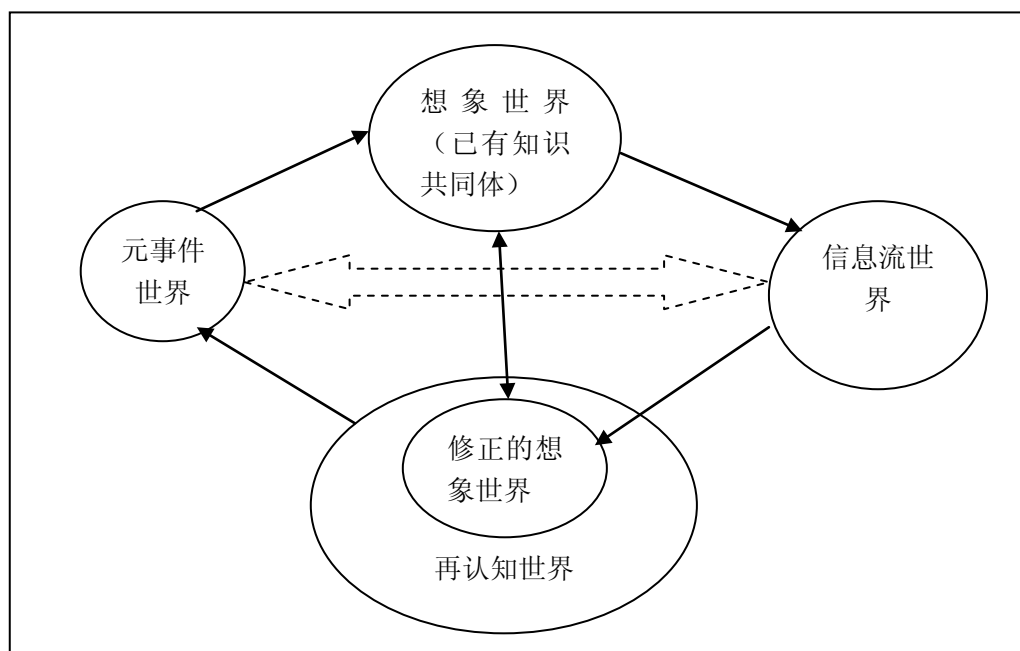 想象世界
（已有知识
共同体）
元事件
世界
信息流世
界
修正的想
象世界
再认知世界